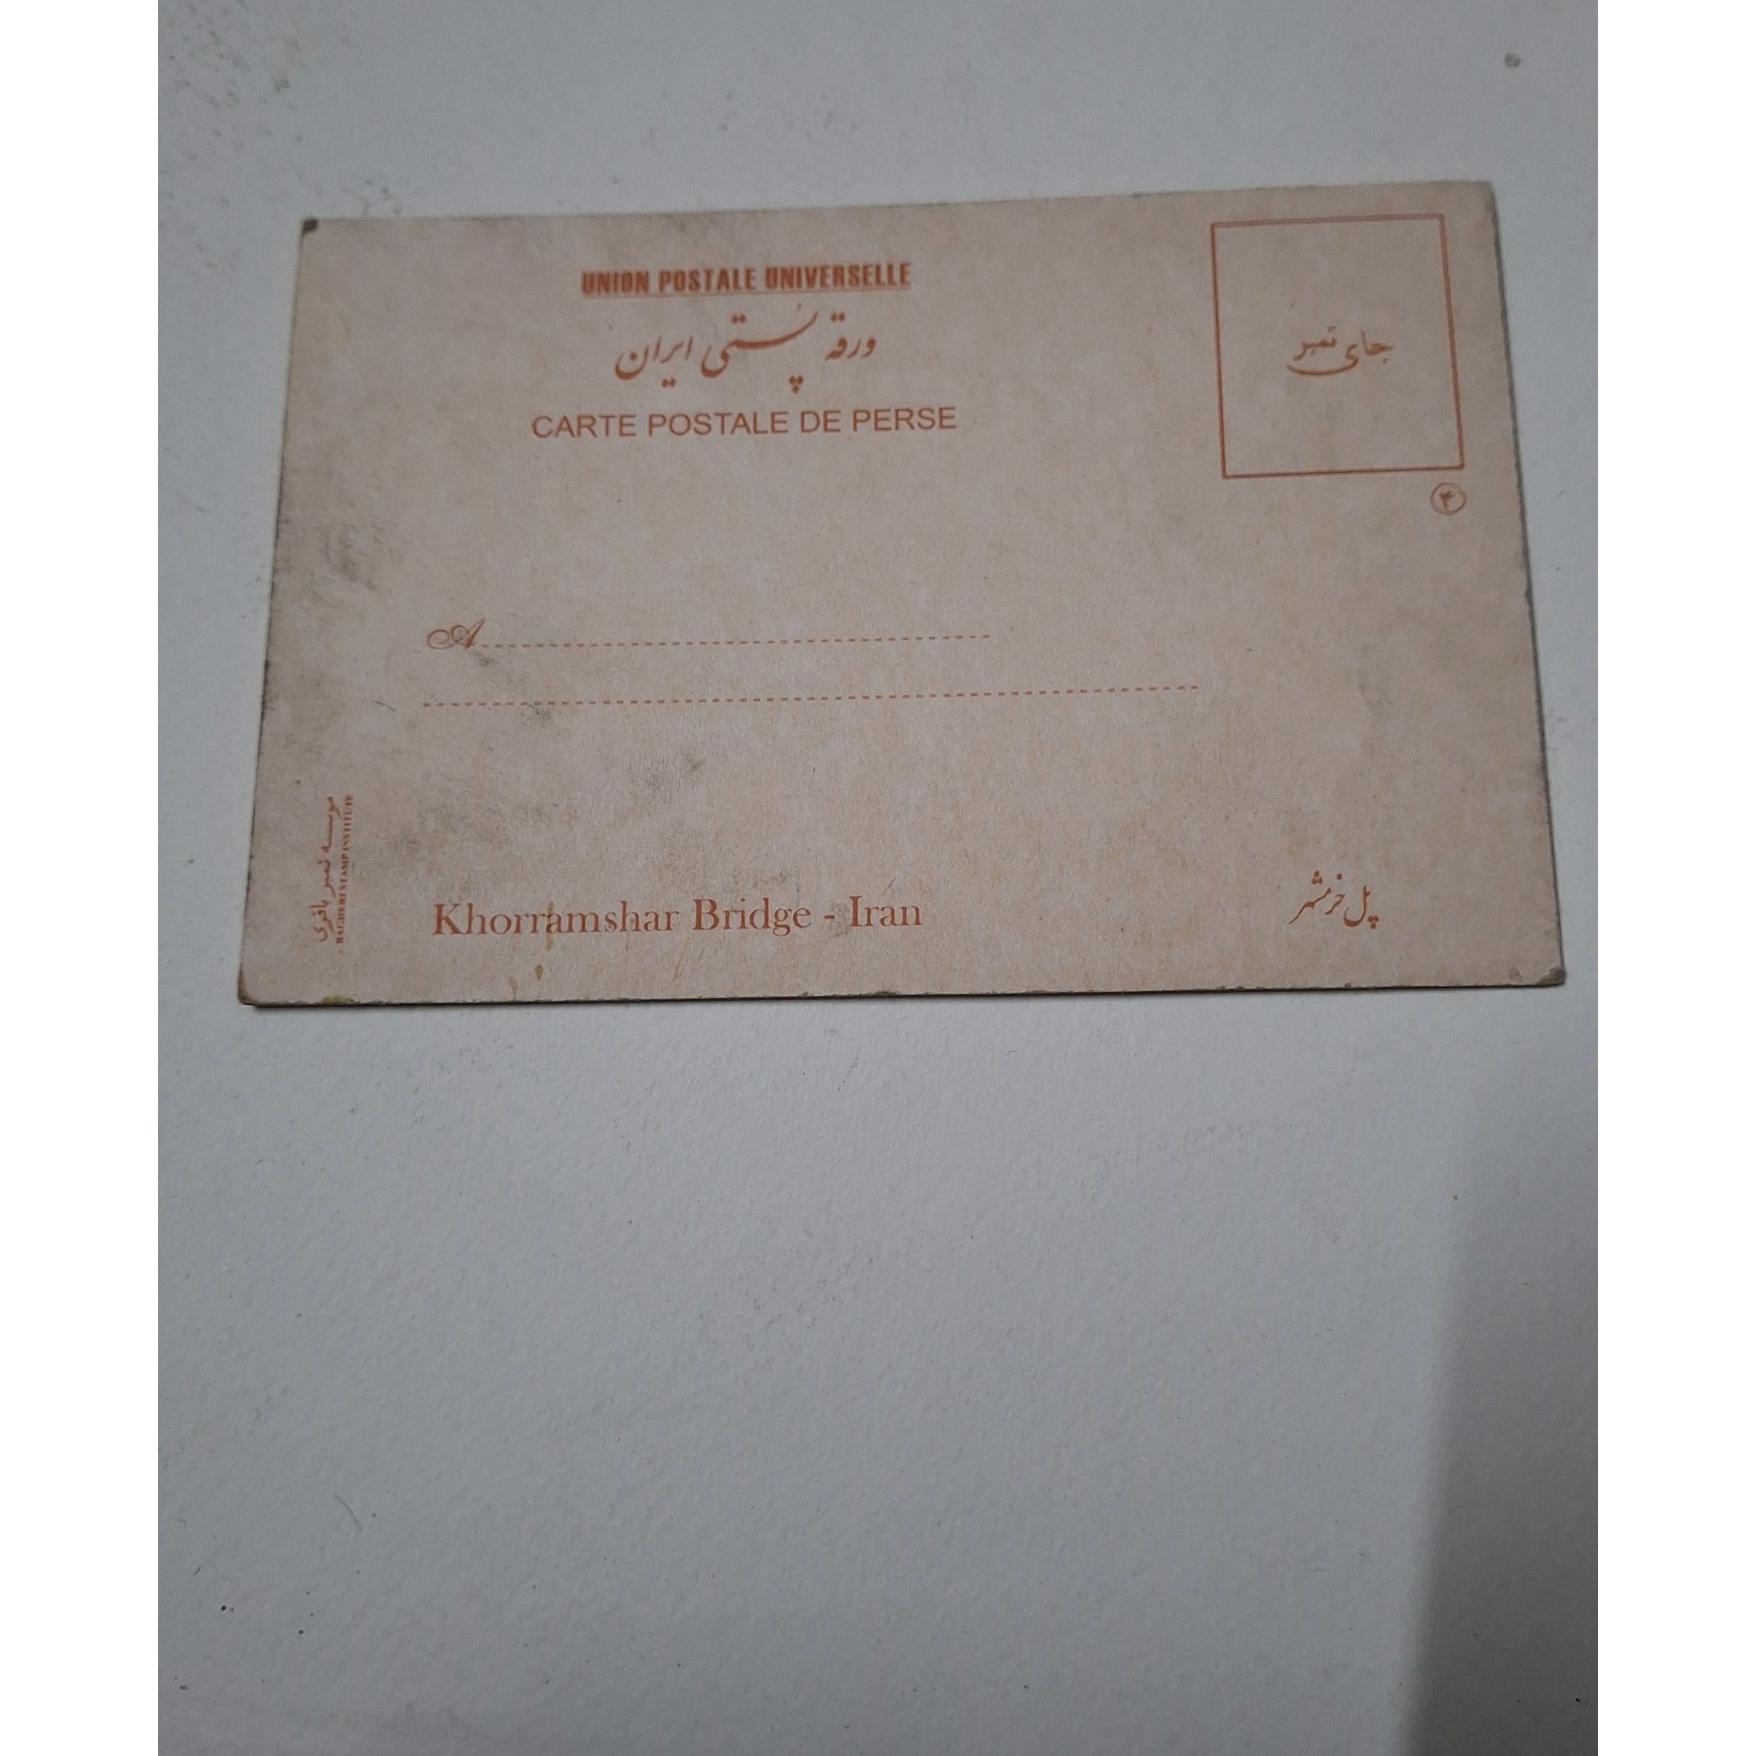 UNION POSTALE UNIVERSELLE
ورقه پُستی ایران
CARTE POSTALE DE PERSE
جای تمبر
۴
A
موسسه تمبر باقری
BAGHERI STAMP INSTITUTE
Khorramshar Bridge - Iran
پل خرمشهر